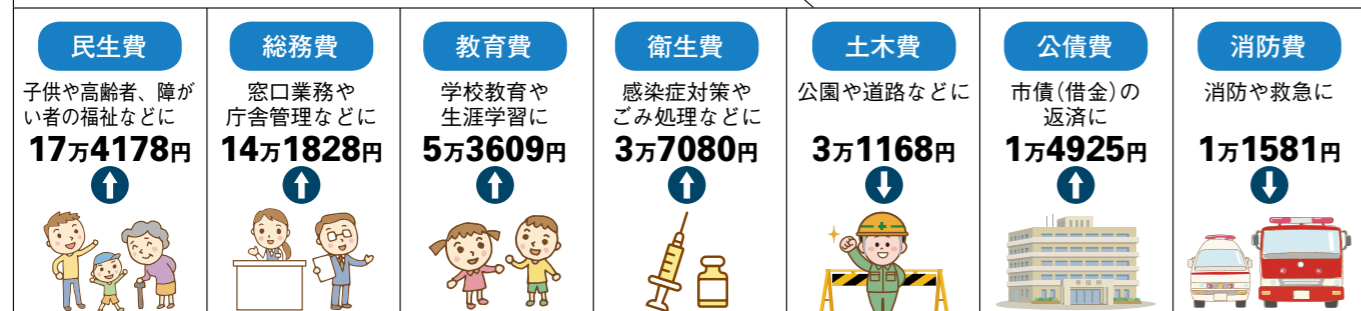 民生費
子供や高齢者、障が
い者の福祉などに
17万4178円
総務費
窓口業務や
庁舎管理などに
14万1828円
教育費
学校教育や
生涯学習に
5万3609円
衛生費
感染症対策や
ごみ処理などに
3万7080円
土木費
公園や道路などに
3万1168円
公債費
市債(借金)の
返済に
1万4925円
消防費
消防や救急に
1万1581円